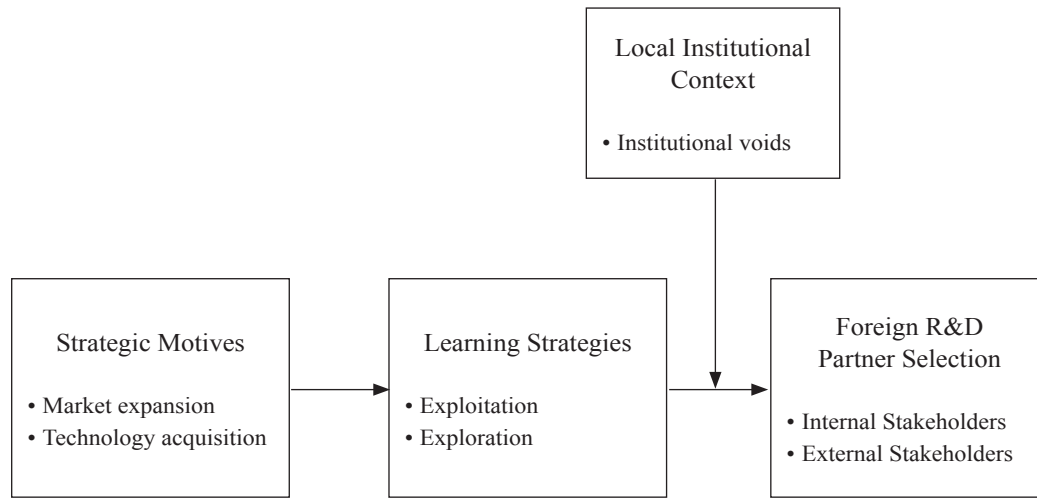 Local Institutional
Context
• Institutional voids
Strategic Motives
• Market expansion
• Technology acquisition
Learning Strategies
• Exploitation
• Exploration
Foreign R&D
Partner Selection
• Internal Stakeholders
• External Stakeholders